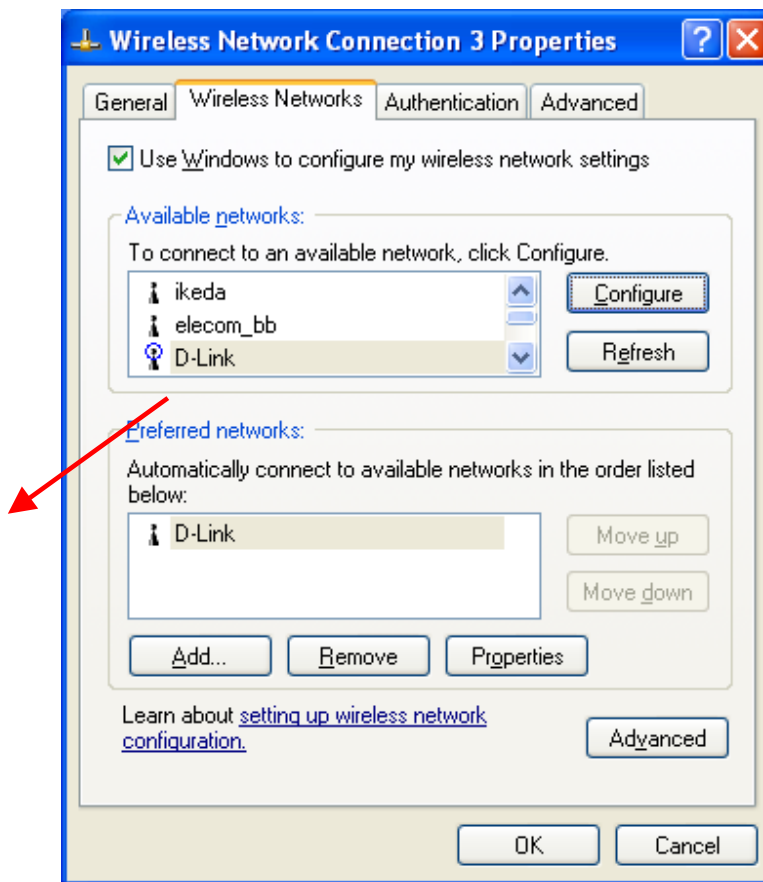 Wireless Network Connection 3 Properties
General Wireless Networks Authentication Advanced
Use Windows to configure my wireless network settings
Available networks:
To connect to an available network, click Configure.
ikeda
elecom_bb
D-Link
Configure
Refresh
Preferred networks:
Automatically connect to available networks in the order listed
below:
D-Link
Move up
Move down
Add... Remove Properties
Learn about setting up wireless network
configuration.
Advanced
OK Cancel